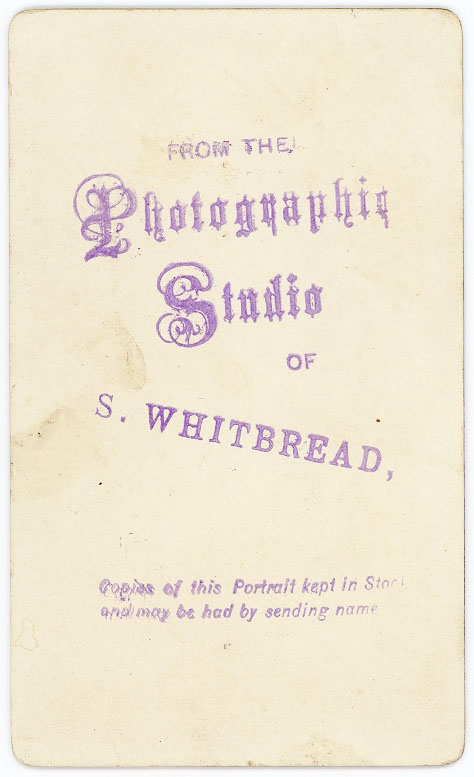 FROM THE
Photographic
Studio
OF
S. WHITBREAD,
Copies of this Portrait kept in Stock
and may be had by sending name